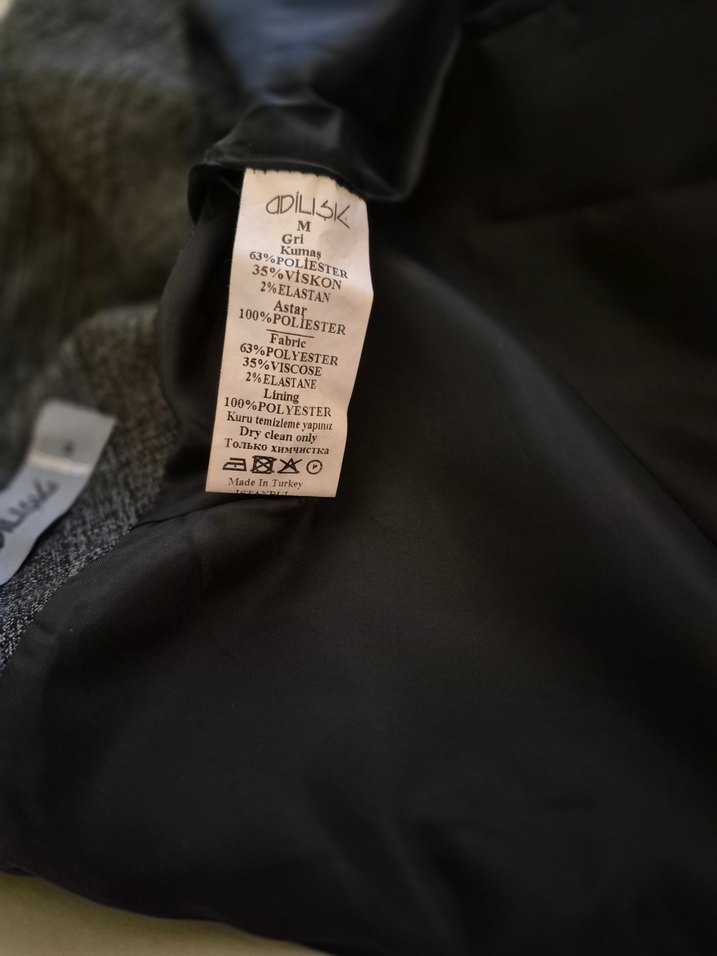 ADİLIŞIK
M
Gri
Kumaş
63%POLİESTER
35%VİSKON
2%ELASTAN
Astar
100%POLİESTER
Fabric
63%POLYESTER
35%VISCOSE
2%ELASTANE
Lining
100%POLYESTER
Kuru temizleme yapınız
Dry clean only
Только химчистка
P
Made In Turkey
ISTANBUL